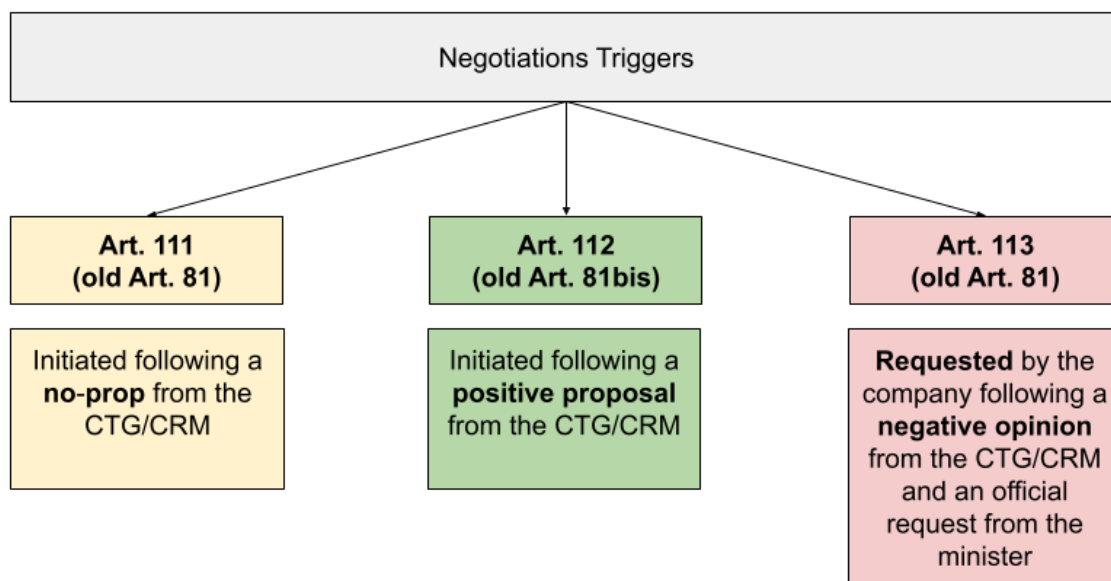 Negotiations Triggers
Art. 111
(old Art. 81)
Initiated following a
no-prop from the
CTG/CRM
Art. 112
(old Art. 81bis)
Initiated following a
positive proposal
from the CTG/CRM
Art. 113
(old Art. 81)
Requested by the
company following a
negative opinion
from the CTG/CRM
and an official
request from the
minister